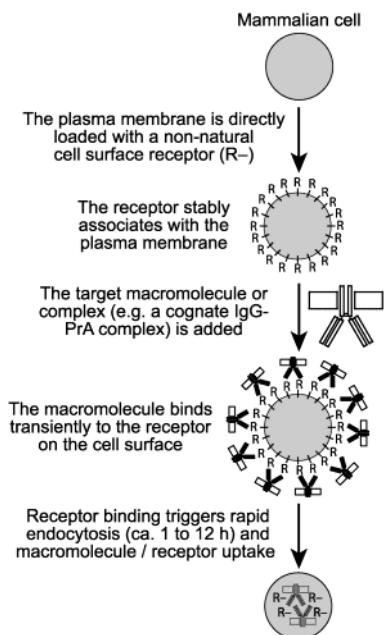 Mammalian cell
The plasma membrane is directly
loaded with a non-natural
cell surface receptor (R–)
R R R R R R R R R R R R R R R R R R
The receptor stably
associates with the
plasma membrane
The target macromolecule or
complex (e.g. a cognate IgG-
PrA complex) is added
The macromolecule binds
transiently to the receptor
on the cell surface
R R R R R R R R R R R R R R R R R R
Receptor binding triggers rapid
endocytosis (ca. 1 to 12 h) and
macromolecule / receptor uptake
R– R–
R– R–